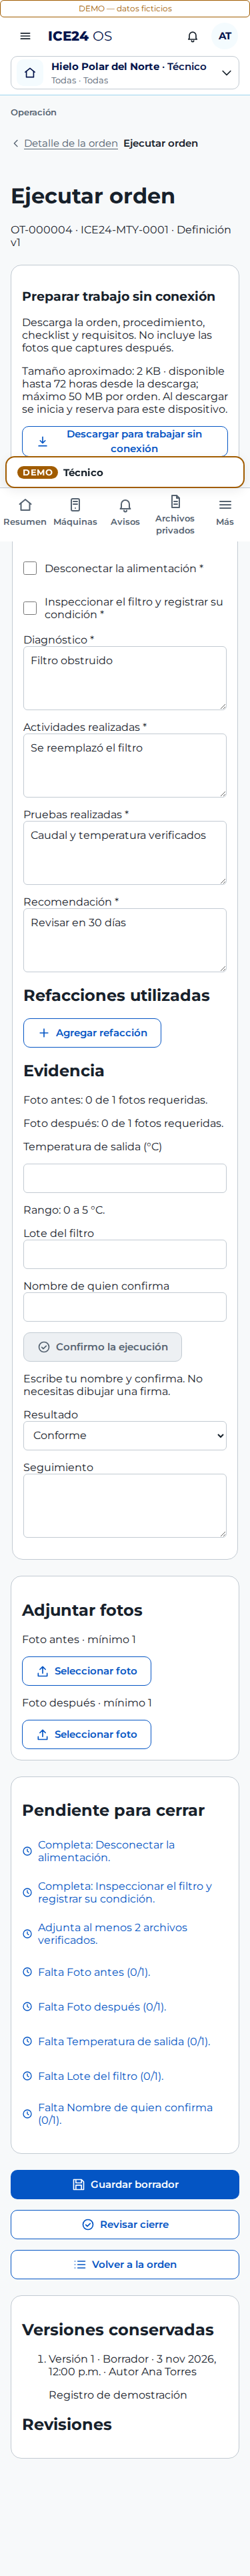 DEMO — datos ficticios
ICE24 OS
AT
Hielo Polar del Norte · Técnico
Todas · Todas
Operación
Detalle de la orden Ejecutar orden
Ejecutar orden
OT-000004 · ICE24-MTY-0001 · Definición
v1
Preparar trabajo sin conexión
Descarga la orden, procedimiento,
checklist y requisitos. No incluye las
fotos que captures después.
Tamaño aproximado: 2 KB · disponible
hasta 72 horas desde la descarga;
máximo 50 MB por orden. Al descargar
se inicia y reserva para este dispositivo.
Descargar para trabajar sin
conexión
DEMO Técnico
Resumen
Máquinas
Avisos
Archivos
privados
Más
Desconectar la alimentación *
Inspeccionar el filtro y registrar su
condición *
Diagnóstico *
Filtro obstruido
Actividades realizadas *
Se reemplazó el filtro
Pruebas realizadas *
Caudal y temperatura verificados
Recomendación *
Revisar en 30 días
Refacciones utilizadas
Agregar refacción
Evidencia
Foto antes: 0 de 1 fotos requeridas.
Foto después: 0 de 1 fotos requeridas.
Temperatura de salida (°C)
Rango: 0 a 5 °C.
Lote del filtro
Nombre de quien confirma
Confirmo la ejecución
Escribe tu nombre y confirma. No
necesitas dibujar una firma.
Resultado
Conforme
Seguimiento
Adjuntar fotos
Foto antes · mínimo 1
Seleccionar foto
Foto después · mínimo 1
Seleccionar foto
Pendiente para cerrar
Completa: Desconectar la
alimentación.
Completa: Inspeccionar el filtro y
registrar su condición.
Adjunta al menos 2 archivos
verificados.
Falta Foto antes (0/1).
Falta Foto después (0/1).
Falta Temperatura de salida (0/1).
Falta Lote del filtro (0/1).
Falta Nombre de quien confirma
(0/1).
Guardar borrador
Revisar cierre
Volver a la orden
Versiones conservadas
1. Versión 1 · Borrador · 3 nov 2026,
12:00 p.m. · Autor Ana Torres
Registro de demostración
Revisiones